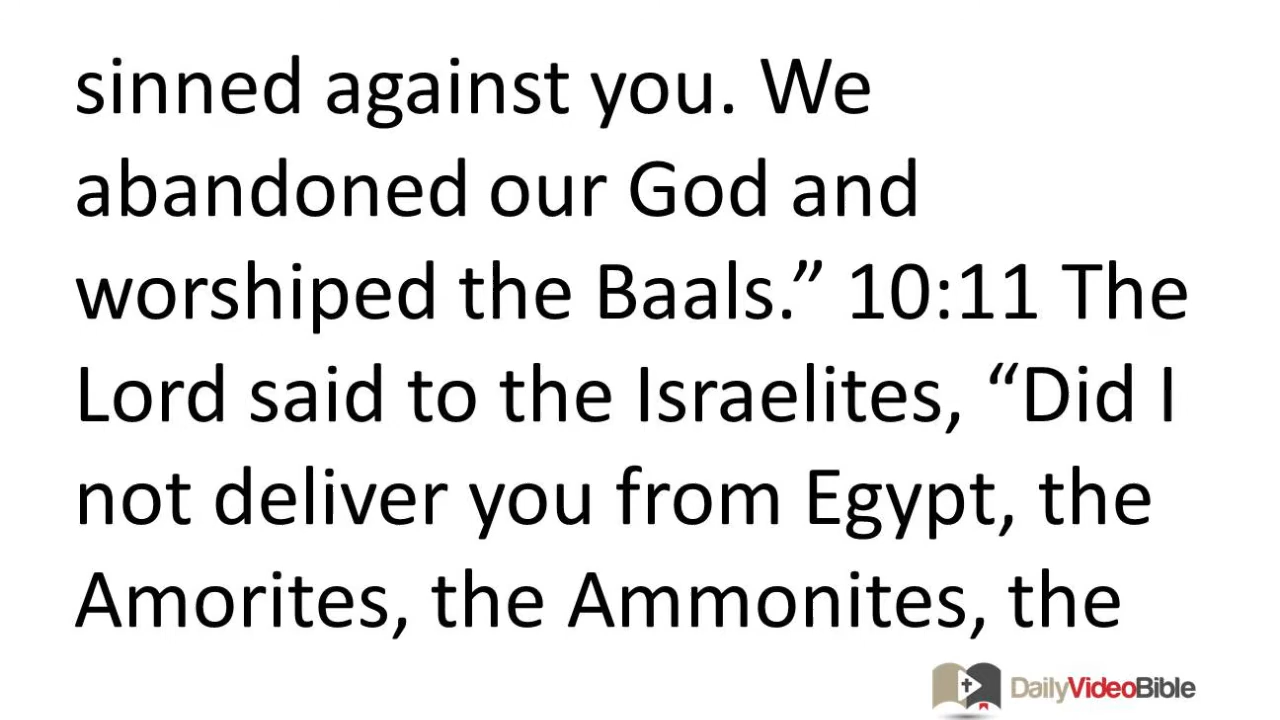 sinned against you. We
abandoned our God and
worshiped the Baals.” 10:11 The
Lord said to the Israelites, “Did I
not deliver you from Egypt, the
Amorites, the Ammonites, the
DailyVideoBible